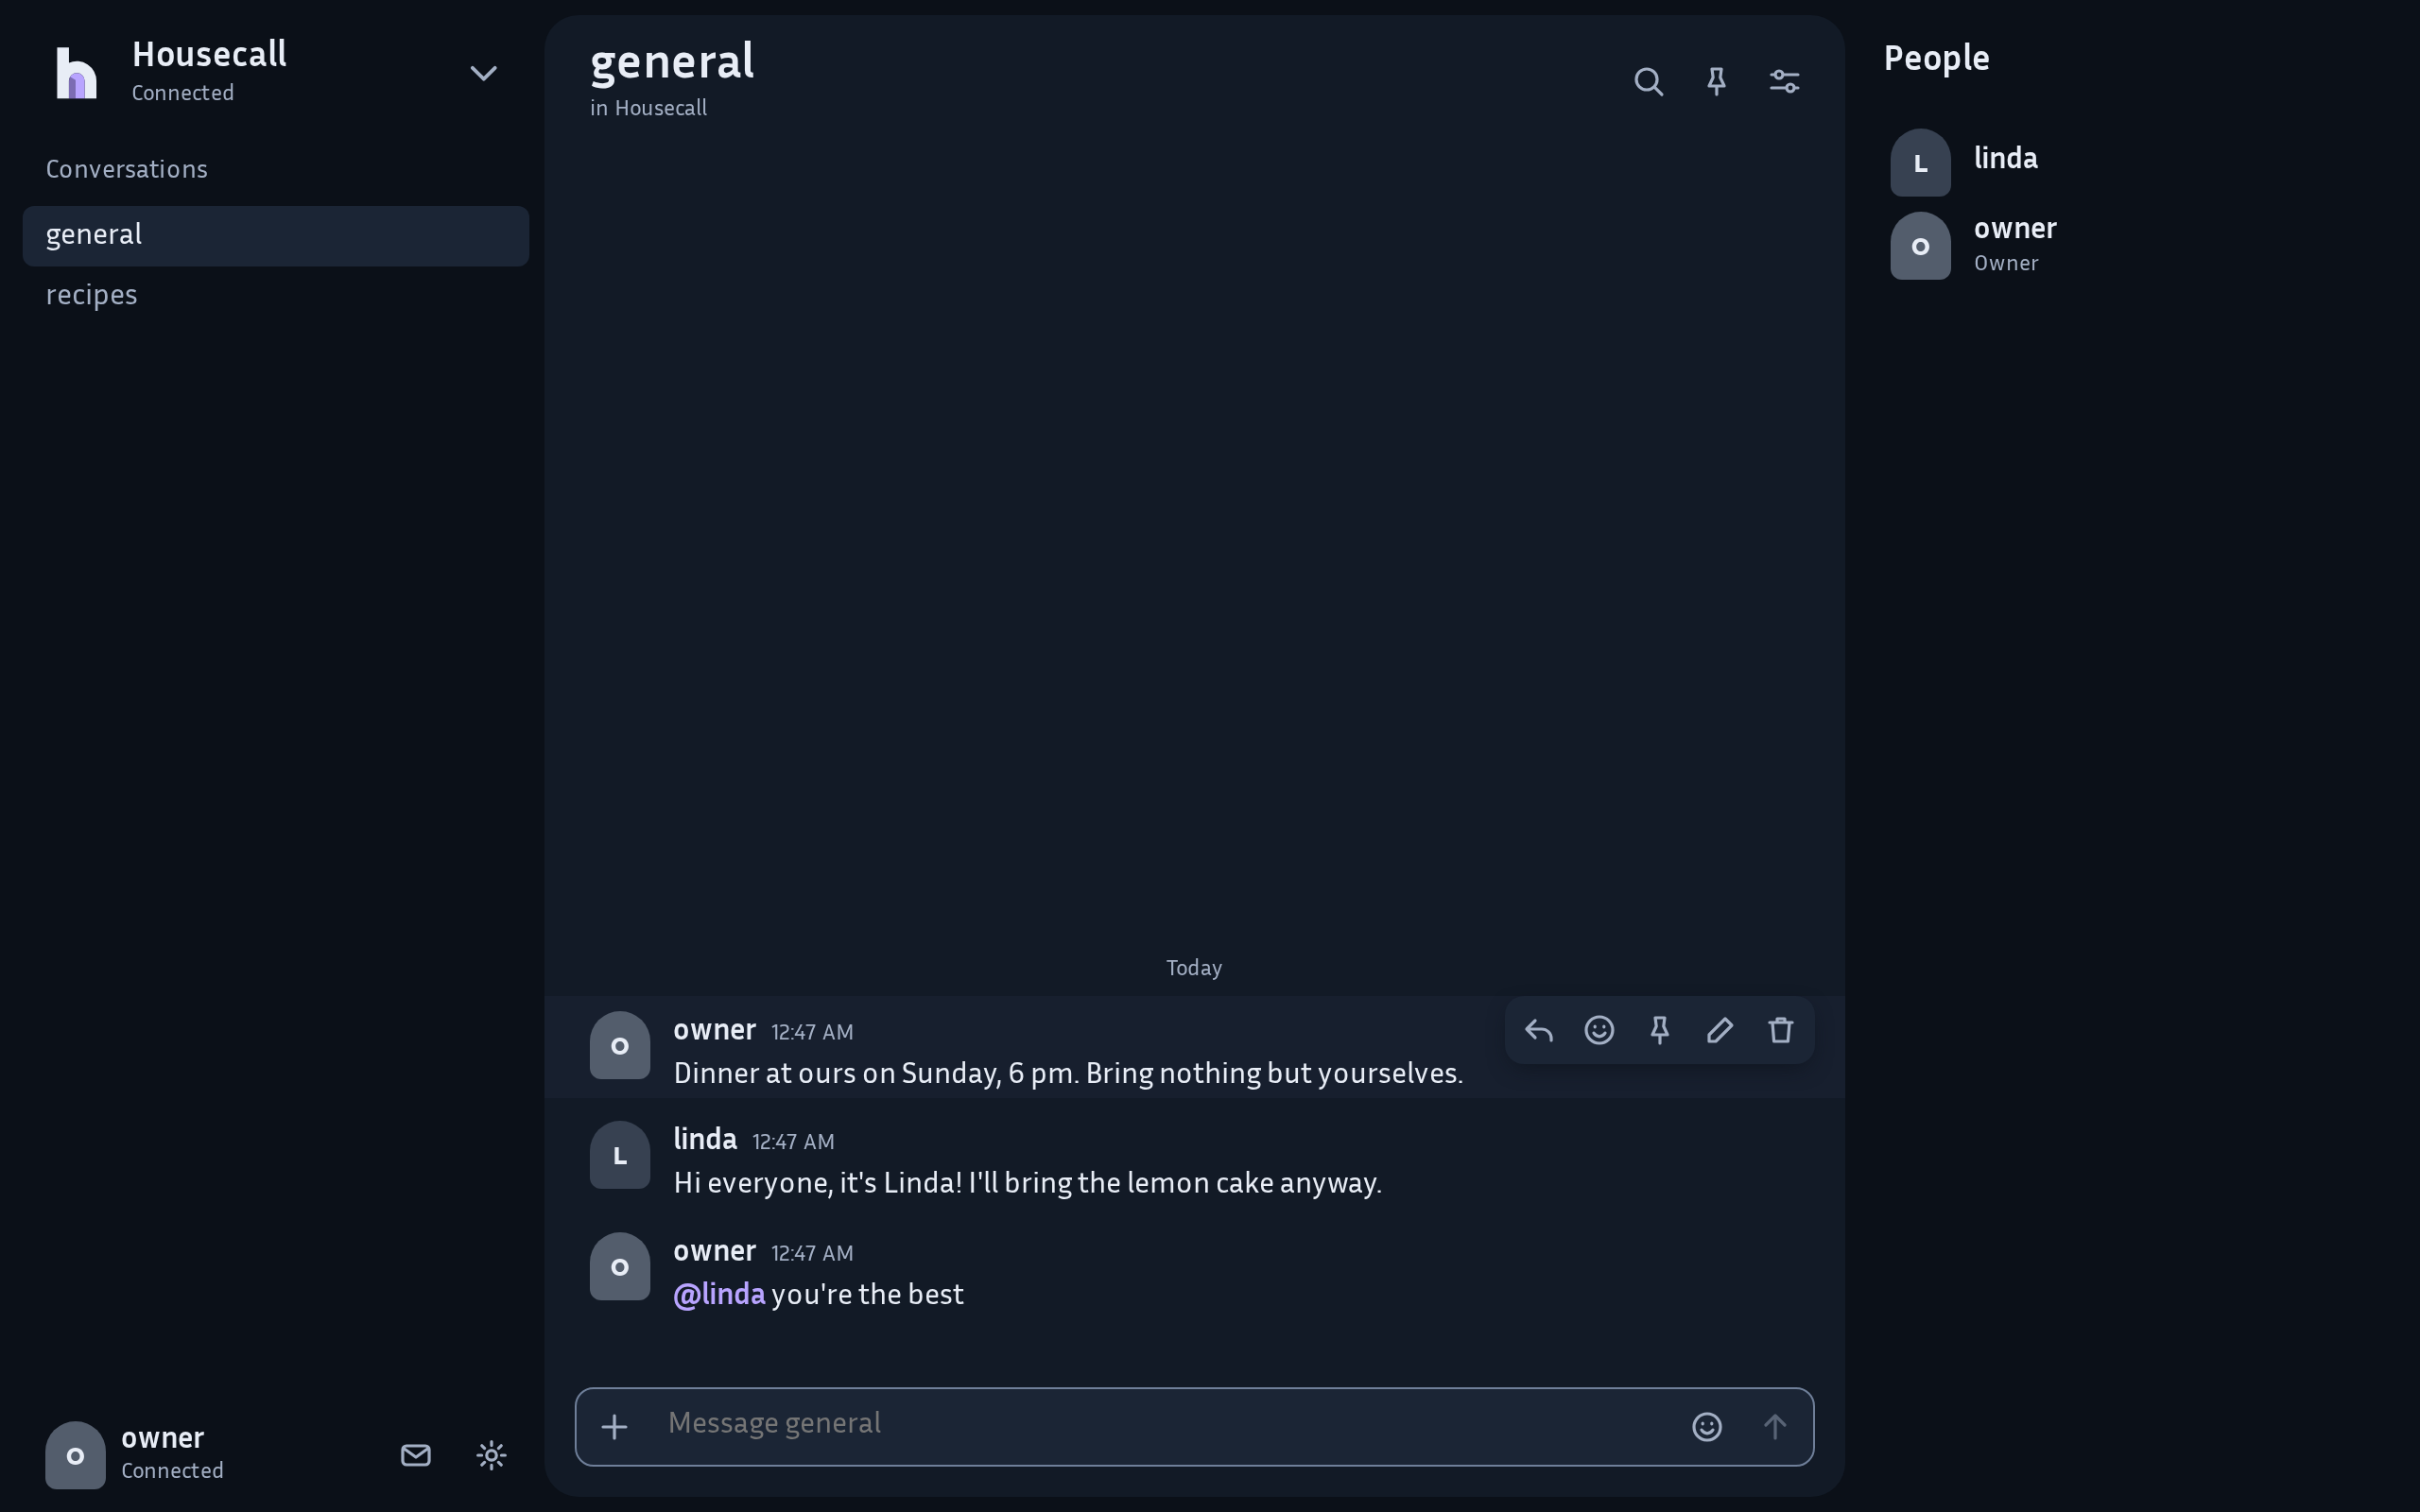 Housecall
Connected
Conversations
general
recipes
owner
Connected
general
in Housecall
Today
owner 12:47 AM
Dinner at ours on Sunday, 6 pm. Bring nothing but yourselves.
linda 12:47 AM
Hi everyone, it's Linda! I'll bring the lemon cake anyway.
owner 12:47 AM
@linda you're the best
Message general
People
L
linda
O
owner
Owner